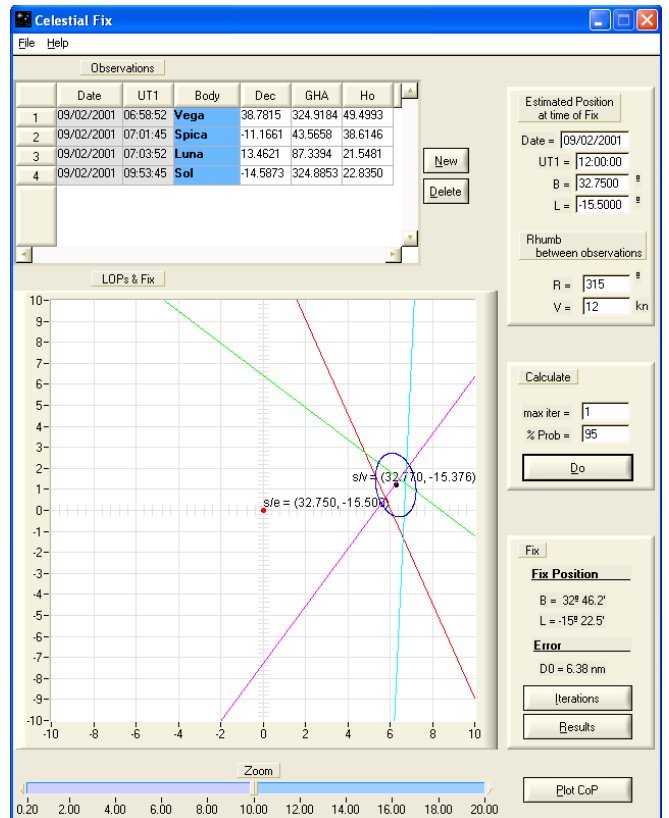 Celestial Fix
File Help
Observations
Date UT1 Body Dec GHA Ho
1 09/02/2001 06:58:52 Vega 38.7815 324.9184 49.4993
2 09/02/2001 07:01:45 Spica -11.1661 43.5658 38.6146
3 09/02/2001 07:03:52 Luna 13.4621 87.3394 21.5481
4 09/02/2001 09:53:45 Sol -14.5873 324.8853 22.8350
New
Delete
Estimated Position
at time of Fix
Date = 09/02/2001
UT1 = 12:00:00
B = 32.7500 º
L = -15.5000 º
Rhumb
between observations
R = 315 º
V = 12 kn
LOPs & Fix
10
9
8
7
6
5
4
3
2
1
0
-1
-2
-3
-4
-5
-6
-7
-8
-9
-10
-10 -8 -6 -4 -2 0 2 4 6 8 10
s/v = (32.770, -15.376)
s/e = (32.750, -15.500)
Calculate
max iter = 1
% Prob = 95
Do
Fix
Fix Position
B = 32º 46.2'
L = -15º 22.5'
Error
D0 = 6.38 nm
Iterations
Results
Zoom
0.20 2.00 4.00 6.00 8.00 10.00 12.00 14.00 16.00 18.00 20.00
Plot CoP